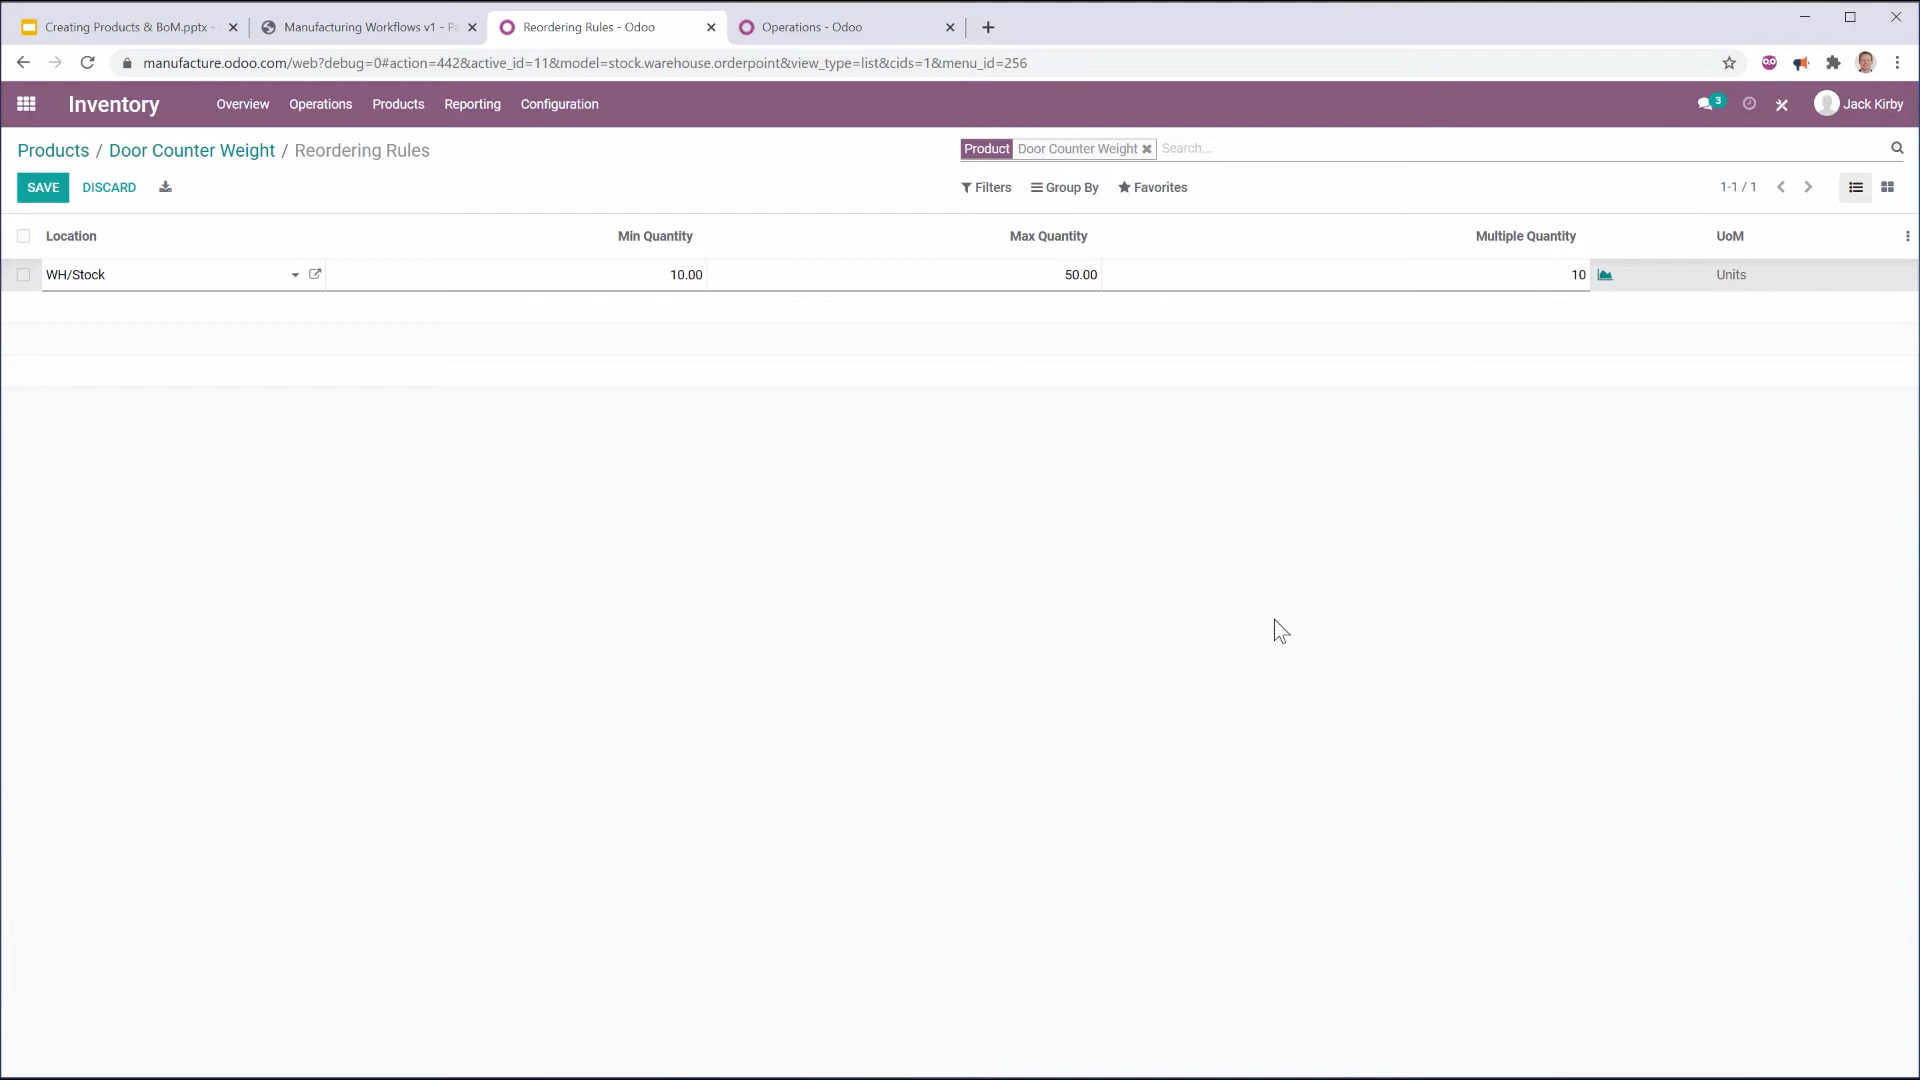 Creating Products & BoM.pptx -
Manufacturing Workflows v1 - Pa
Reordering Rules - Odoo
Operations - Odoo
manufacture.odoo.com/web?debug=0#action=442&active_id=11&model=stock.warehouse.orderpoint&view_type=list&cids=1&menu_id=256
Inventory Overview Operations Products Reporting Configuration 3 Jack Kirby
Products / Door Counter Weight / Reordering Rules
Product Door Counter Weight Search...
SAVE DISCARD Filters Group By Favorites 1-1 / 1
Location Min Quantity Max Quantity Multiple Quantity UoM
WH/Stock 10.00 50.00 10 Units